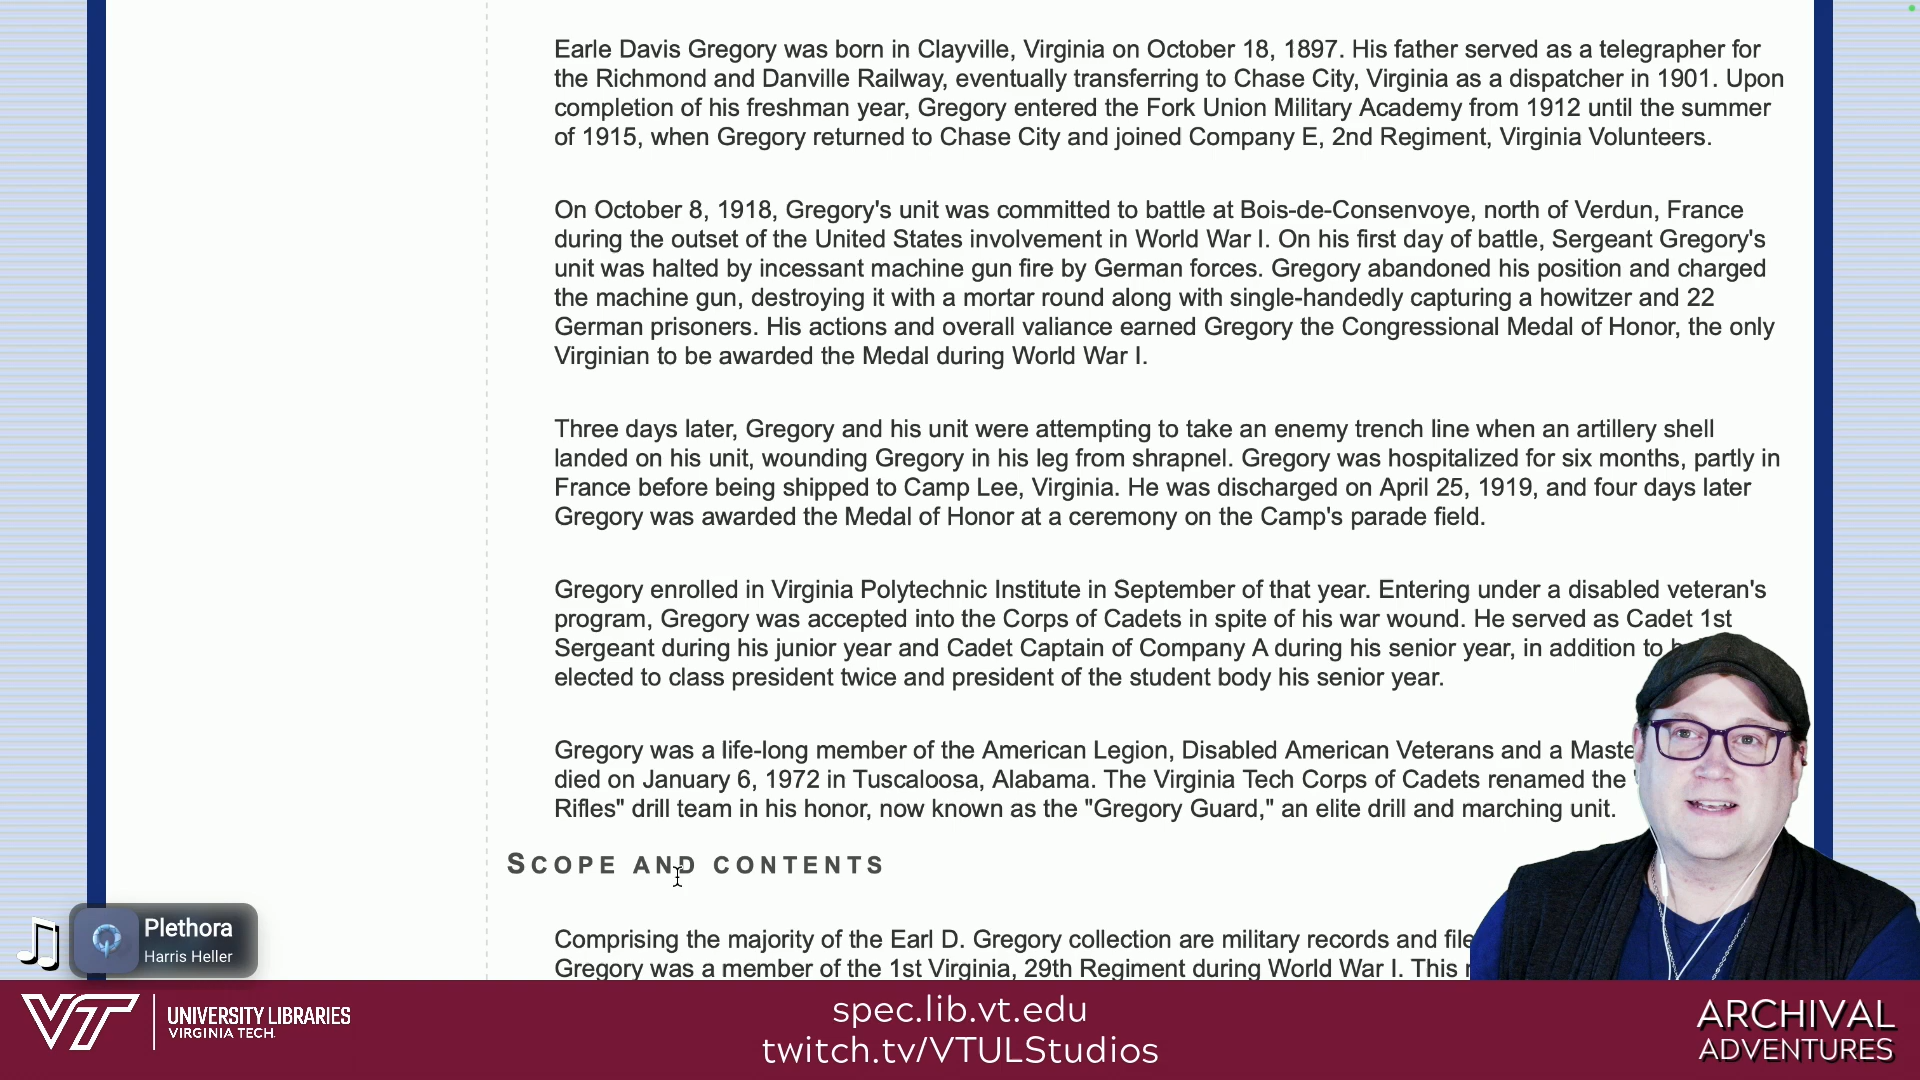 Earle Davis Gregory was born in Clayville, Virginia on October 18, 1897. His father served as a telegrapher for
the Richmond and Danville Railway, eventually transferring to Chase City, Virginia as a dispatcher in 1901. Upon
completion of his freshman year, Gregory entered the Fork Union Military Academy from 1912 until the summer
of 1915, when Gregory returned to Chase City and joined Company E, 2nd Regiment, Virginia Volunteers.
On October 8, 1918, Gregory's unit was committed to battle at Bois-de-Consenvoye, north of Verdun, France
during the outset of the United States involvement in World War I. On his first day of battle, Sergeant Gregory's
unit was halted by incessant machine gun fire by German forces. Gregory abandoned his position and charged
the machine gun, destroying it with a mortar round along with single-handedly capturing a howitzer and 22
German prisoners. His actions and overall valiance earned Gregory the Congressional Medal of Honor, the only
Virginian to be awarded the Medal during World War I.
Three days later, Gregory and his unit were attempting to take an enemy trench line when an artillery shell
landed on his unit, wounding Gregory in his leg from shrapnel. Gregory was hospitalized for six months, partly in
France before being shipped to Camp Lee, Virginia. He was discharged on April 25, 1919, and four days later
Gregory was awarded the Medal of Honor at a ceremony on the Camp's parade field.
Gregory enrolled in Virginia Polytechnic Institute in September of that year. Entering under a disabled veteran's
program, Gregory was accepted into the Corps of Cadets in spite of his war wound. He served as Cadet 1st
Sergeant during his junior year and Cadet Captain of Company A during his senior year, in addition to
elected to class president twice and president of the student body his senior year.
Gregory was a life-long member of the American Legion, Disabled American Veterans and a
died on January 6, 1972 in Tuscaloosa, Alabama. The Virginia Tech Corps of Cadets renamed the
Rifles" drill team in his honor, now known as the "Gregory Guard," an elite drill and marching unit.
SCOPE AND CONTENTS
Comprising the majority of the Earl D. Gregory collection are military records and
Gregory was a member of the 1st Virginia, 29th Regiment during World War I. This
Plethora
Harris Heller
VT
UNIVERSITY LIBRARIES
VIRGINIA TECH
spec.lib.vt.edu
twitch.tv/VTULStudios
ARCHIVAL
ADVENTURES